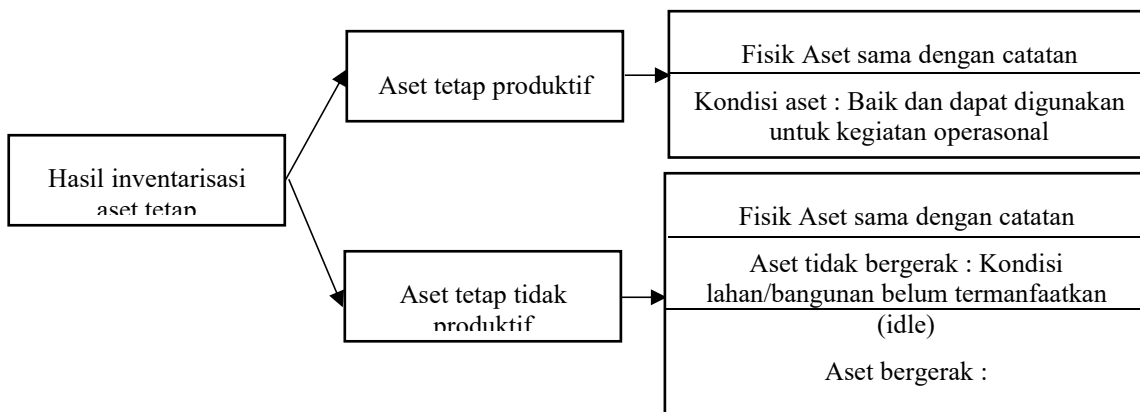 Fisik Aset sama dengan catatan
Aset tetap produktif
Kondisi aset : Baik dan dapat digunakan
untuk kegiatan operasonal
Hasil inventarisasi
aset tetap
Fisik Aset sama dengan catatan
Aset tidak bergerak : Kondisi
lahan/bangunan belum termanfaatkan
(idle)
Aset tetap tidak
produktif
Aset bergerak :